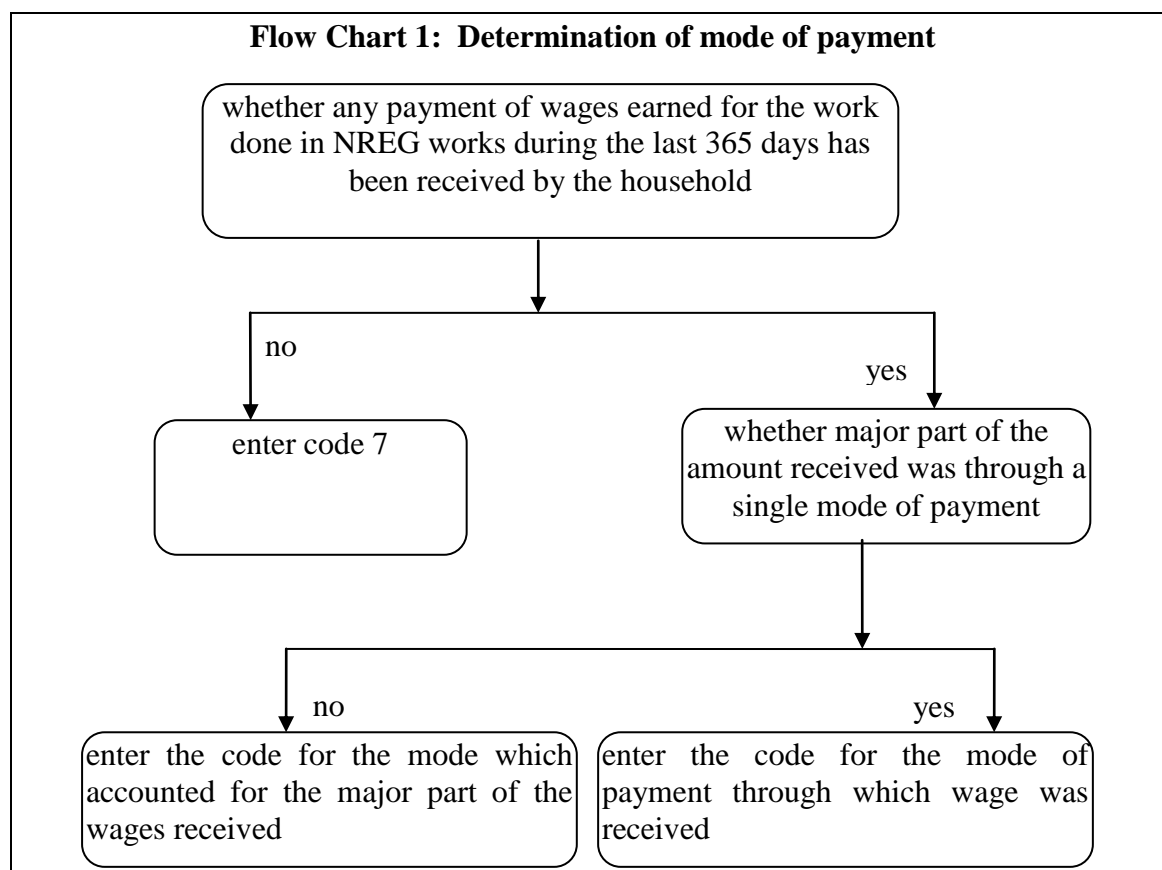 Flow Chart 1:  Determination of mode of payment
whether any payment of wages earned for the work
done in NREG works during the last 365 days has
been received by the household
no
yes
enter code 7
whether major part of the
amount received was through a
single mode of payment
no
yes
enter the code for the mode which
accounted for the major part of the
wages received
enter the code for the mode of
payment through which wage was
received